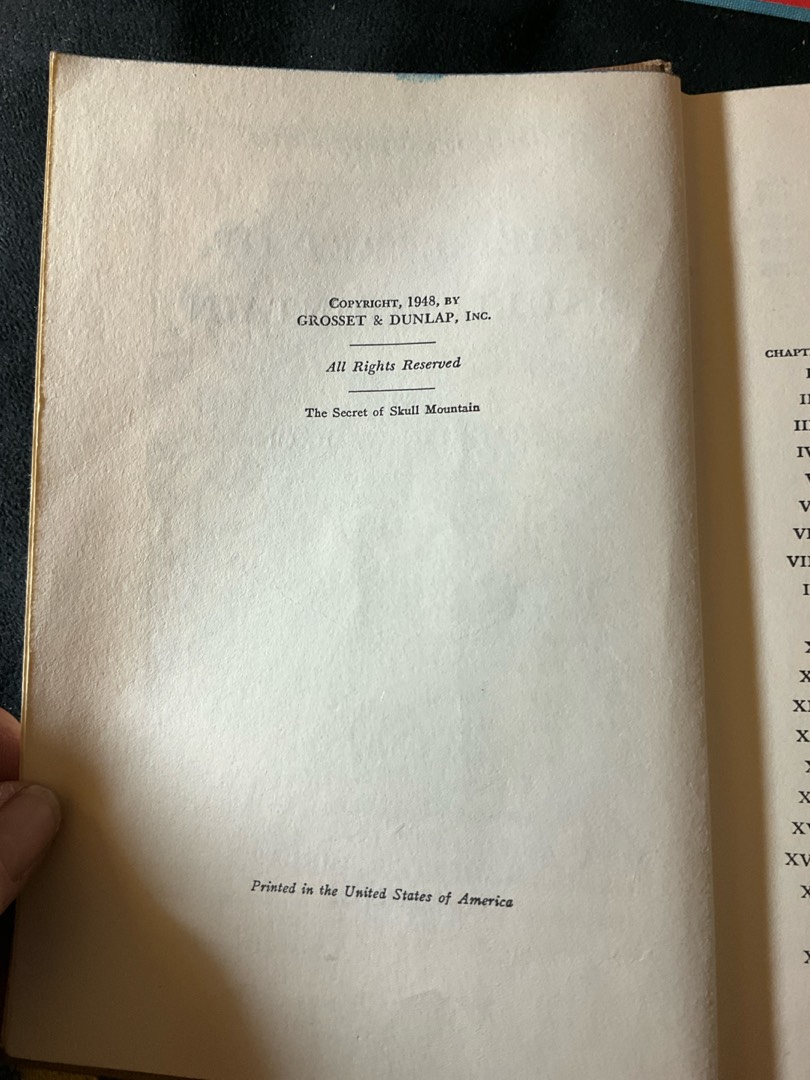 Copyright, 1948, by
GROSSET & DUNLAP, Inc.
All Rights Reserved
The Secret of Skull Mountain
Printed in the United States of America
CHAPT